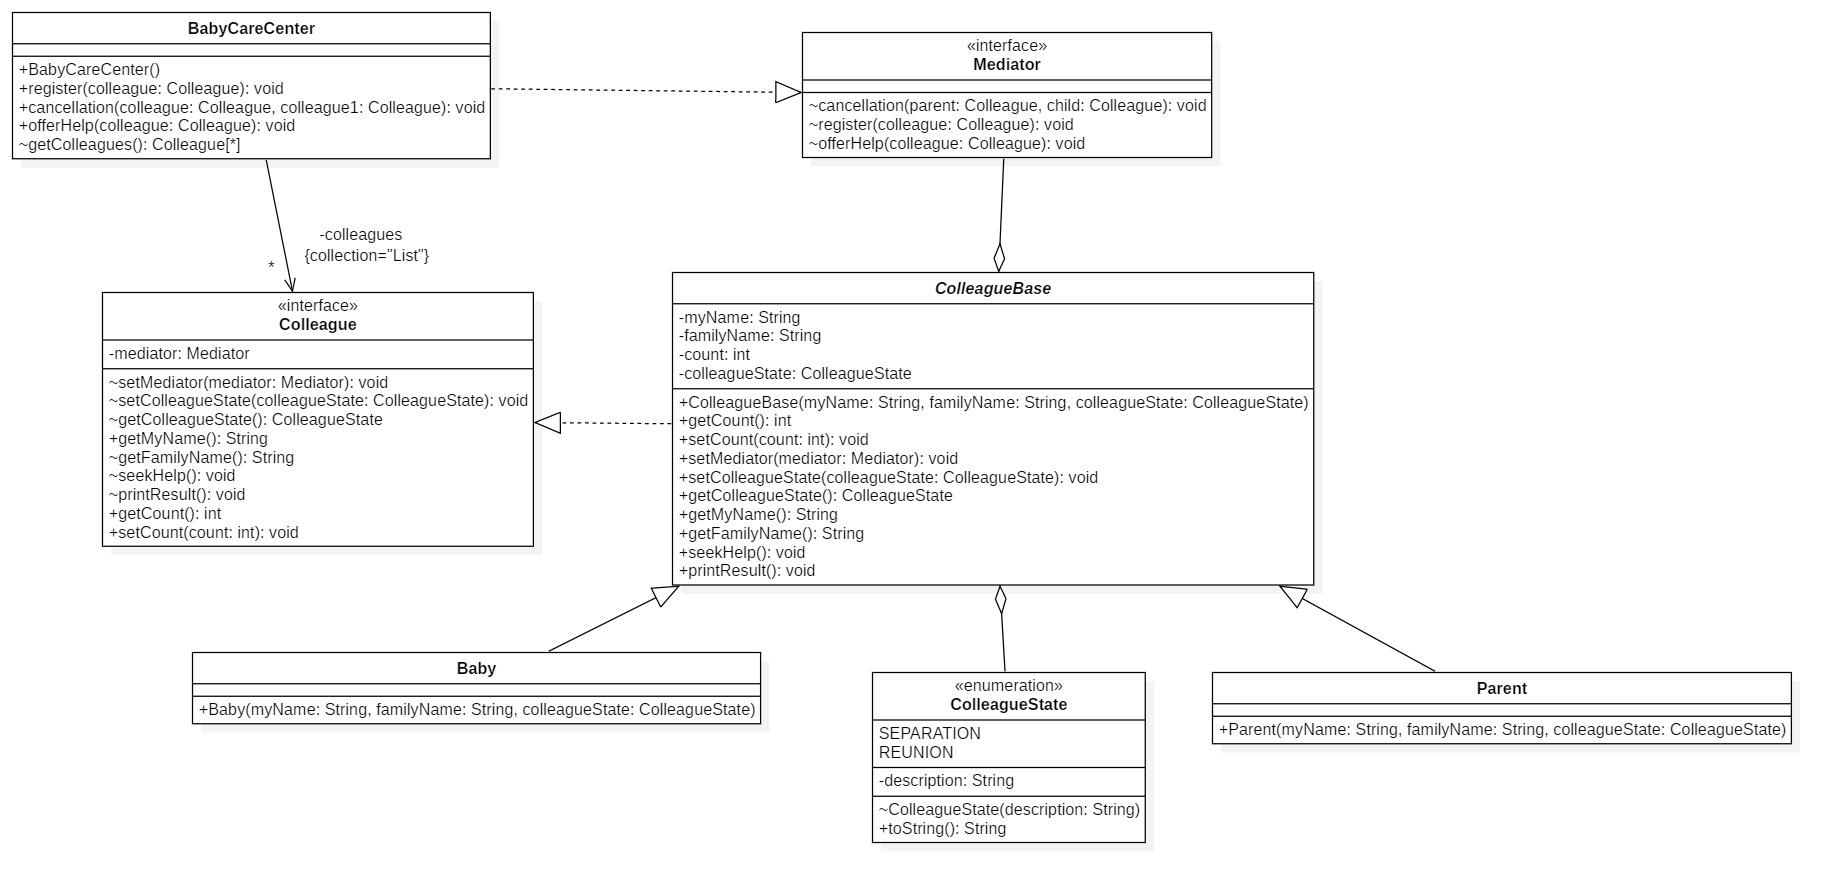 BabyCareCenter
+BabyCareCenter()
+register(colleague: Colleague): void
+cancellation(colleague: Colleague, colleague1: Colleague): void
+offerHelp(colleague: Colleague): void
~getColleagues(): Colleague[*]
«interface»
Mediator
~cancellation(parent: Colleague, child: Colleague): void
~register(colleague: Colleague): void
~offerHelp(colleague: Colleague): void
-colleagues
{collection="List"}
*
«interface»
Colleague
-mediator: Mediator
~setMediator(mediator: Mediator): void
~setColleagueState(colleagueState: ColleagueState): void
~getColleagueState(): ColleagueState
+getMyName(): String
~getFamilyName(): String
~seekHelp(): void
~printResult(): void
+getCount(): int
+setCount(count: int): void
ColleagueBase
-myName: String
-familyName: String
-count: int
-colleagueState: ColleagueState
+ColleagueBase(myName: String, familyName: String, colleagueState: ColleagueState)
+getCount(): int
+setCount(count: int): void
+setMediator(mediator: Mediator): void
+setColleagueState(colleagueState: ColleagueState): void
+getColleagueState(): ColleagueState
+getMyName(): String
+getFamilyName(): String
+seekHelp(): void
+printResult(): void
Baby
+Baby(myName: String, familyName: String, colleagueState: ColleagueState)
«enumeration»
ColleagueState
SEPARATION
REUNION
-description: String
~ColleagueState(description: String)
+toString(): String
Parent
+Parent(myName: String, familyName: String, colleagueState: ColleagueState)